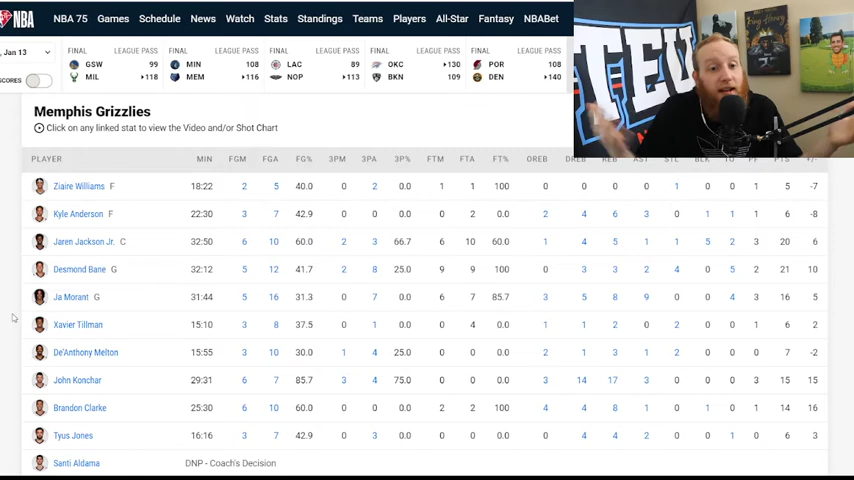 NBA NBA 75 Games Schedule News Watch Stats Standings Teams Players All-Star Fantasy NBABet
, Jan 13 FINAL LEAGUE PASS FINAL LEAGUE PASS FINAL LEAGUE PASS FINAL LEAGUE PASS FINAL LEAGUE PASS
GSW 99 MIN 108 LAC 89 OKC 130 POR 108
SCORES MIL 118 MEM 116 NOP 113 BKN 109 DEN 140
TEU
Memphis Grizzlies
Click on any linked stat to view the Video and/or Shot Chart
PLAYER MIN FGM FGA FG% 3PM 3PA 3P% FTM FTA FT% OREB DREB REB AST STL BLK TO PF PTS +/-
Ziaire Williams F 18:22 2 5 40.0 0 2 0.0 1 1 100 0 0 0 0 1 0 0 1 5 -7
Kyle Anderson F 22:30 3 7 42.9 0 0 0.0 0 2 0.0 2 4 6 3 0 1 1 1 6 -8
Jaren Jackson Jr. C 32:50 6 10 60.0 2 3 66.7 6 10 60.0 1 4 5 1 1 5 2 3 20 6
Desmond Bane G 32:12 5 12 41.7 2 8 25.0 9 9 100 0 3 3 2 4 0 5 2 21 10
Ja Morant G 31:44 5 16 31.3 0 7 0.0 6 7 85.7 3 5 8 9 0 0 4 3 16 5
Xavier Tillman 15:10 3 8 37.5 0 1 0.0 0 4 0.0 1 1 2 0 2 0 0 1 6 2
De'Anthony Melton 15:55 3 10 30.0 1 4 25.0 0 0 0.0 2 1 3 1 2 0 0 0 7 -2
John Konchar 29:31 6 7 85.7 3 4 75.0 0 0 0.0 3 14 17 3 0 0 0 3 15 15
Brandon Clarke 25:30 6 10 60.0 0 0 0.0 2 2 100 4 4 8 1 0 1 0 1 14 16
Tyus Jones 16:16 3 7 42.9 0 3 0.0 0 0 0.0 0 4 4 2 0 0 1 0 6 3
Santi Aldama DNP - Coach's Decision